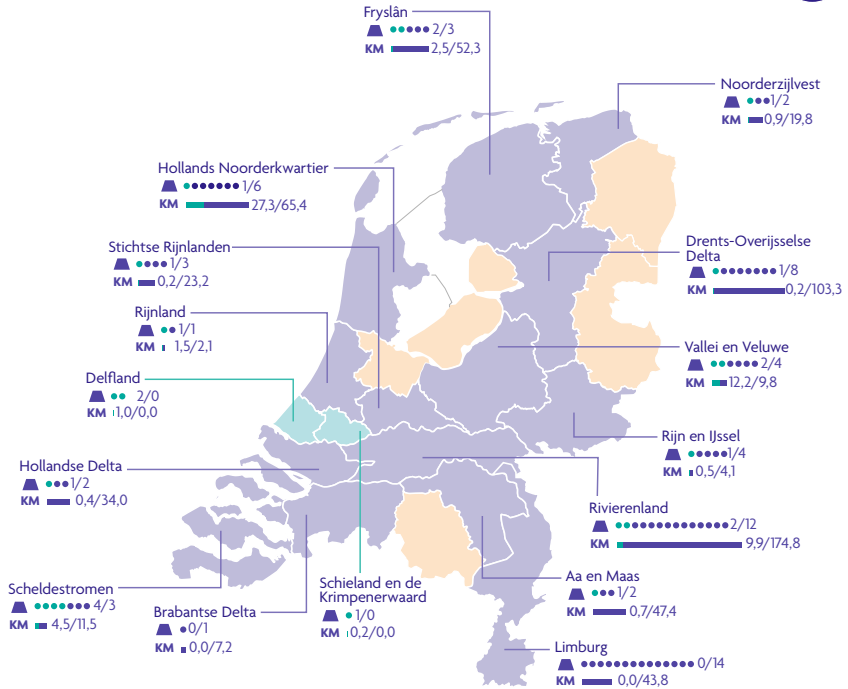 Fryslân
2/3
KM 2,5/52,3
Noorderzijlvest
1/2
KM 0,9/19,8
Hollands Noorderkwartier
1/6
KM 27,3/65,4
Stichtse Rijnlanden
1/3
KM 0,2/23,2
Drents-Overijsselse
Delta
1/8
KM 0,2/103,3
Rijnland
1/1
KM 1,5/2,1
Vallei en Veluwe
2/4
KM 12,2/9,8
Delfland
2/0
KM 1,0/0,0
Rijn en IJssel
1/4
KM 0,5/4,1
Hollandse Delta
1/2
KM 0,4/34,0
Rivierenland
2/12
KM 9,9/174,8
Scheldestromen
4/3
KM 4,5/11,5
Brabantse Delta
0/1
KM 0,0/7,2
Schieland en de
Krimpenerwaard
1/0
KM 0,2/0,0
Aa en Maas
1/2
KM 0,7/47,4
Limburg
0/14
KM 0,0/43,8